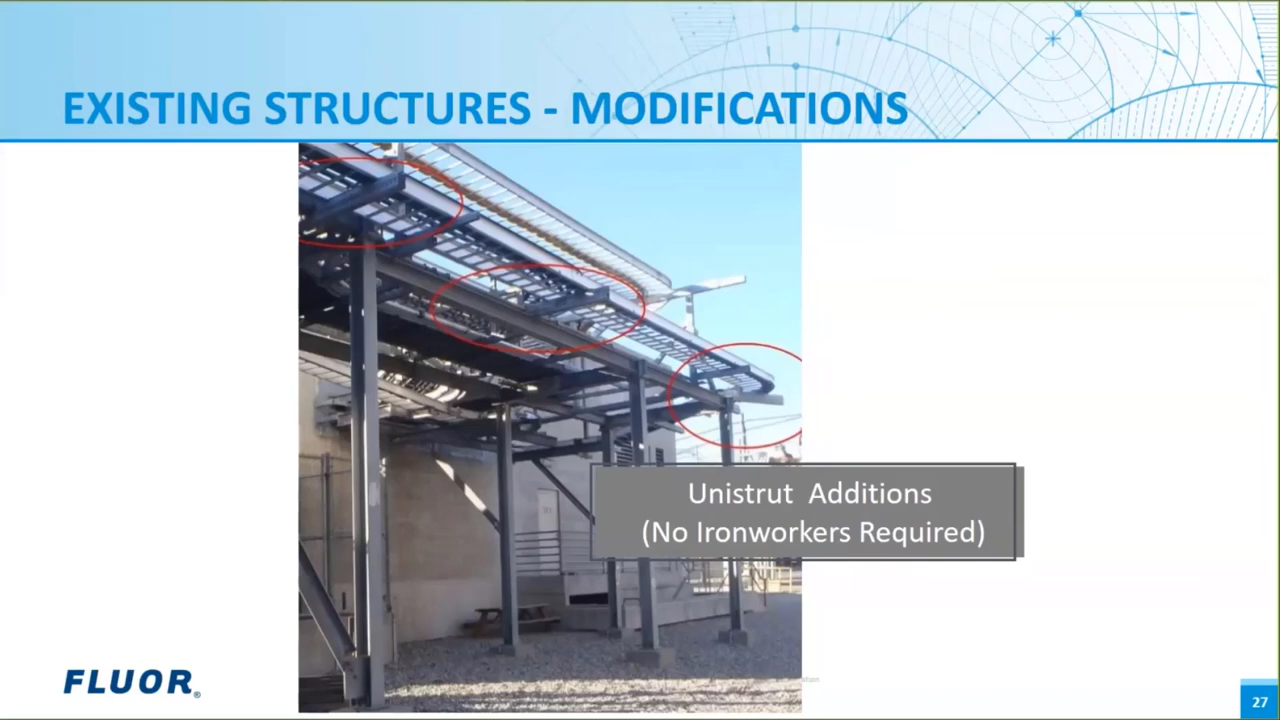 EXISTING STRUCTURES - MODIFICATIONS
Unistrut Additions
(No Ironworkers Required)
FLUOR®
27